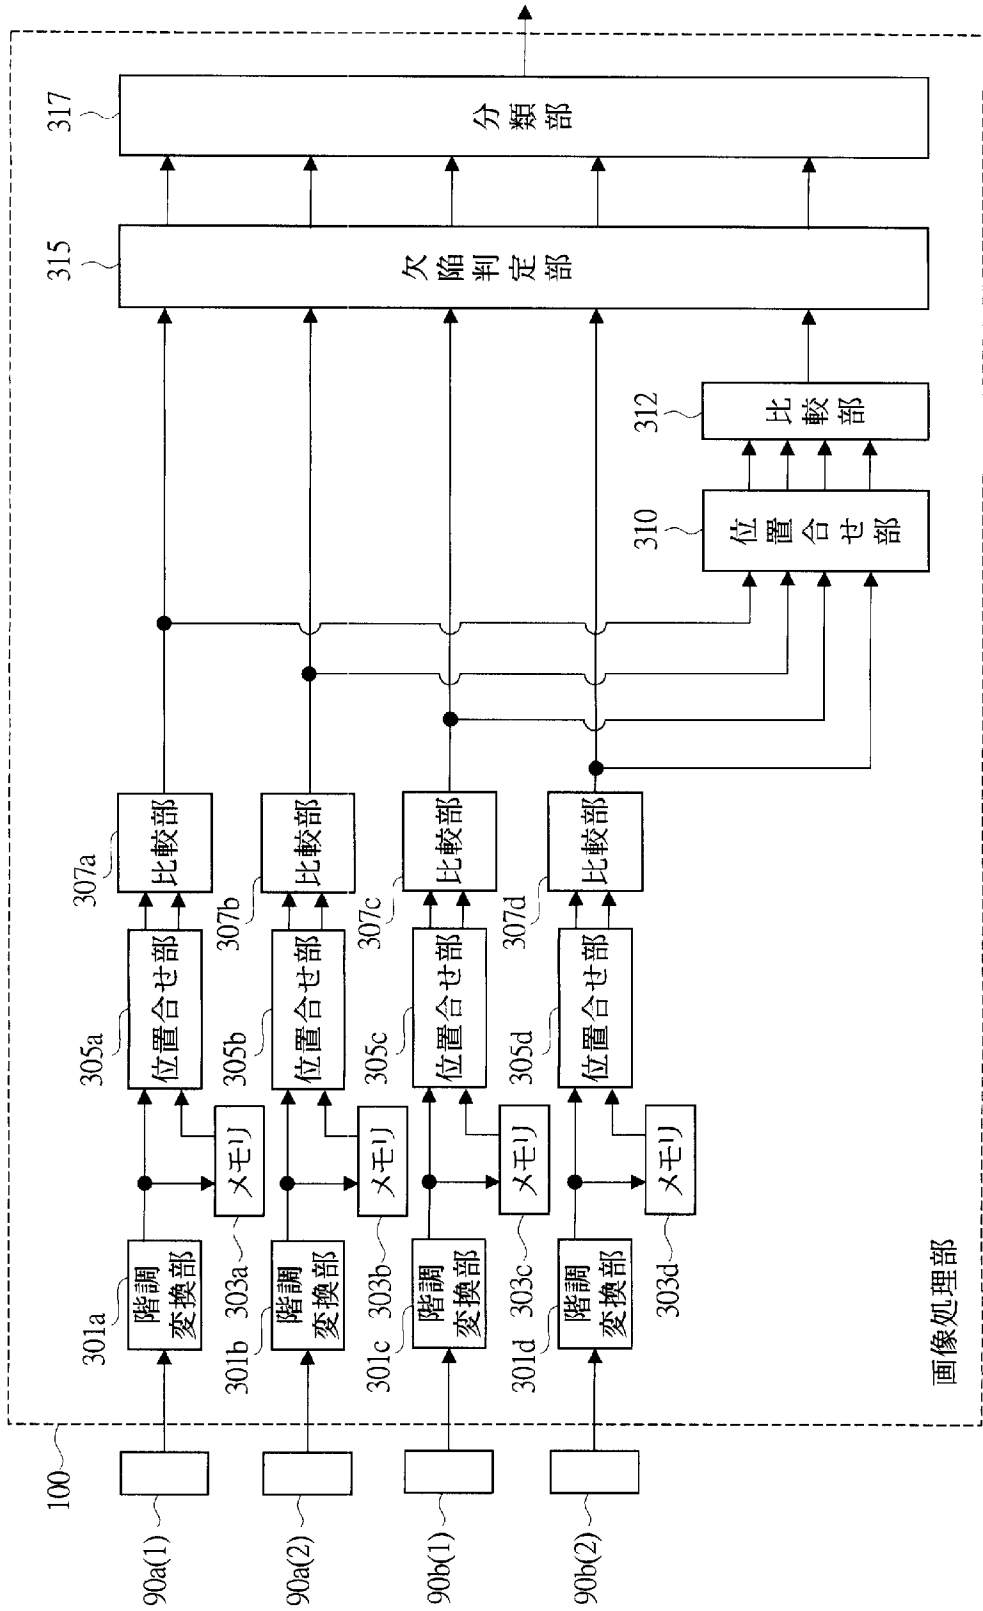 100
90a(1)
90a(2)
90b(1)
90b(2)
301a
階調
変換部
301b
階調
変換部
301c
階調
変換部
301d
階調
変換部
303a
メモリ
303b
メモリ
303c
メモリ
303d
メモリ
305a
位置合せ部
305b
位置合せ部
305c
位置合せ部
305d
位置合せ部
307a
比較部
307b
比較部
307c
比較部
307d
比較部
310
位置合せ部
312
比較部
315
欠陥判定部
317
分類部
画像処理部